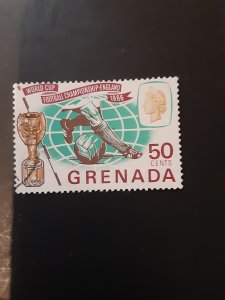 WORLD CUP
FOOTBALL CHAMPIONSHIP-ENGLAND
1966
50
CENTS
GRENADA